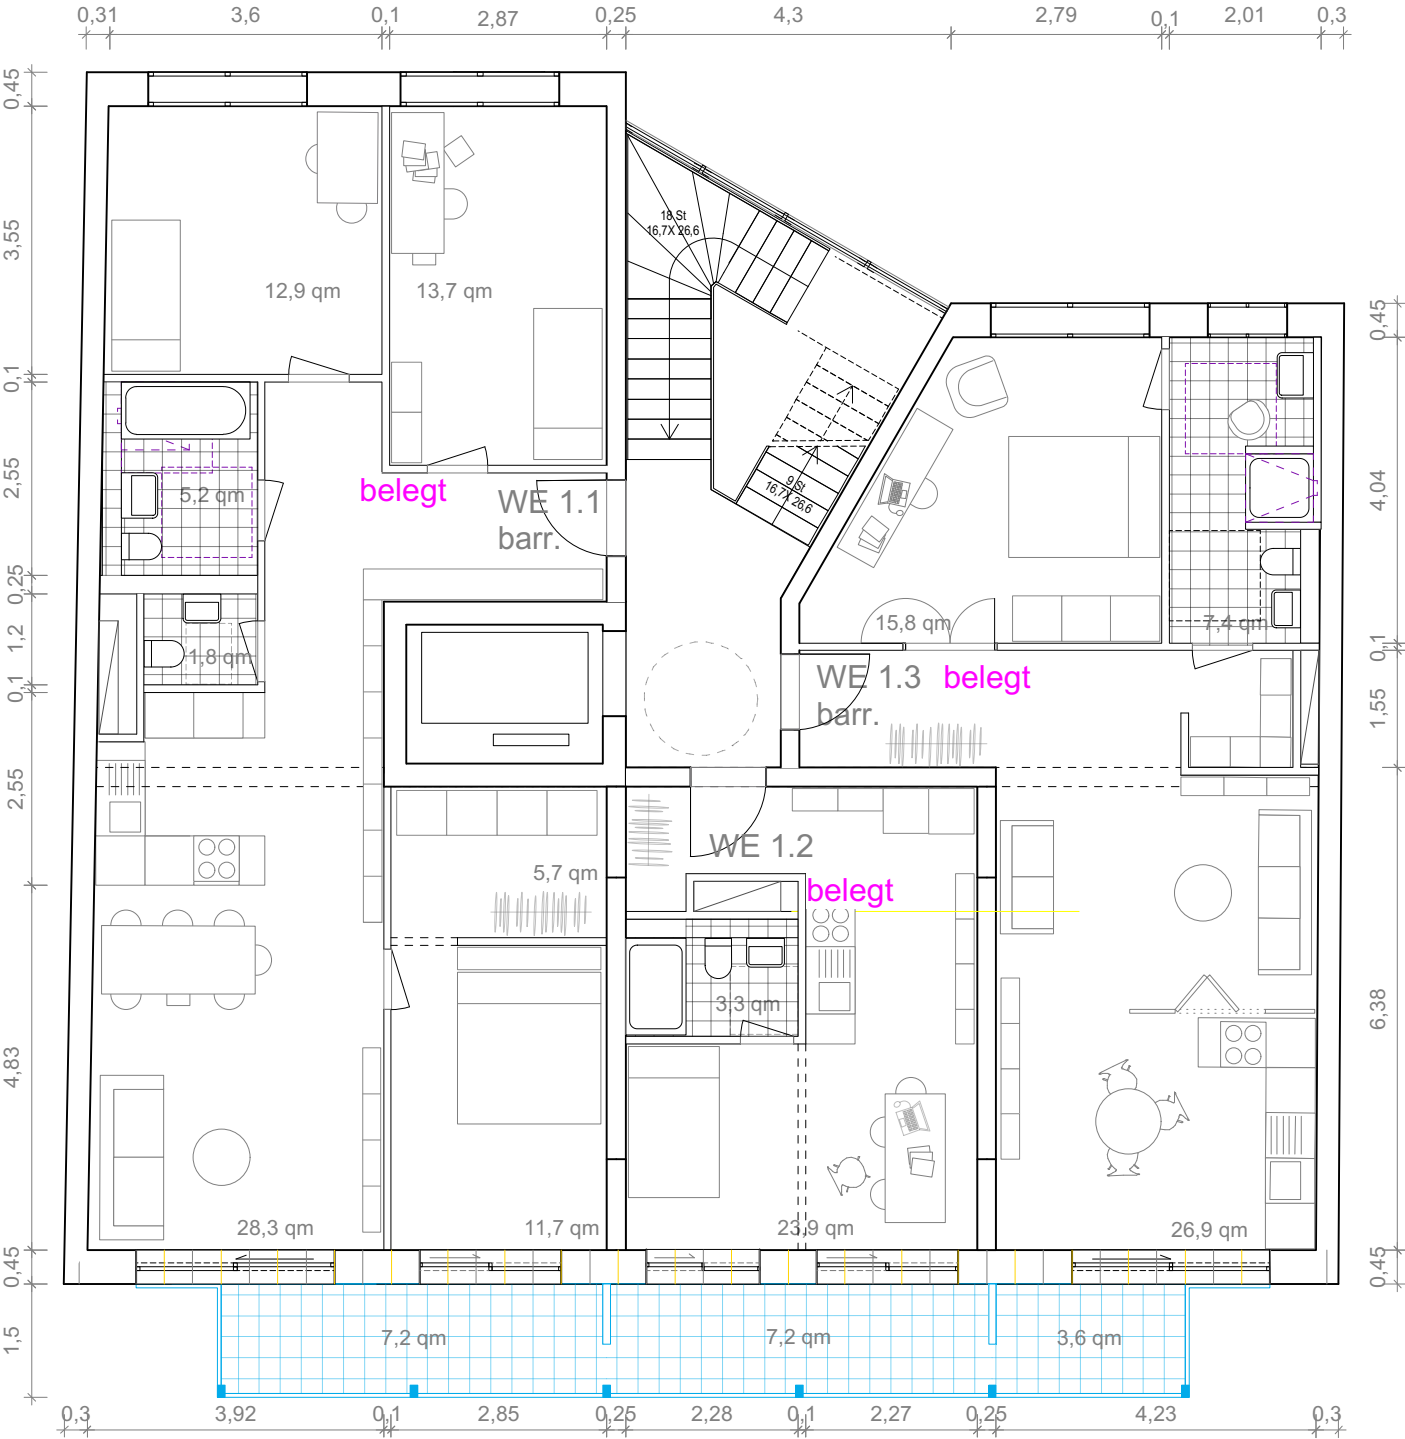 0,31 3,6 0,1 2,87 0,25 4,3 2,79 0,1 2,01 0,3
0,45
3,55
0,1
2,55
0,25
1,2
0,1
2,55
4,83
0,45
1,5
18 St
16,7X 26,6
12,9 qm
13,7 qm
0,45
4,04
0,1
1,55
6,38
0,45
belegt
WE 1.1
barr.
5,2 qm
9 St
16,7X 26,6
15,8 qm
7,4 qm
1,8 qm
WE 1.3
barr.
belegt
WE 1.2
belegt
5,7 qm
3,3 qm
28,3 qm
11,7 qm
23,9 qm
26,9 qm
7,2 qm
7,2 qm
3,6 qm
0,3 3,92 0,1 2,85 0,25 2,28 0,1 2,27 0,25 4,23 0,3